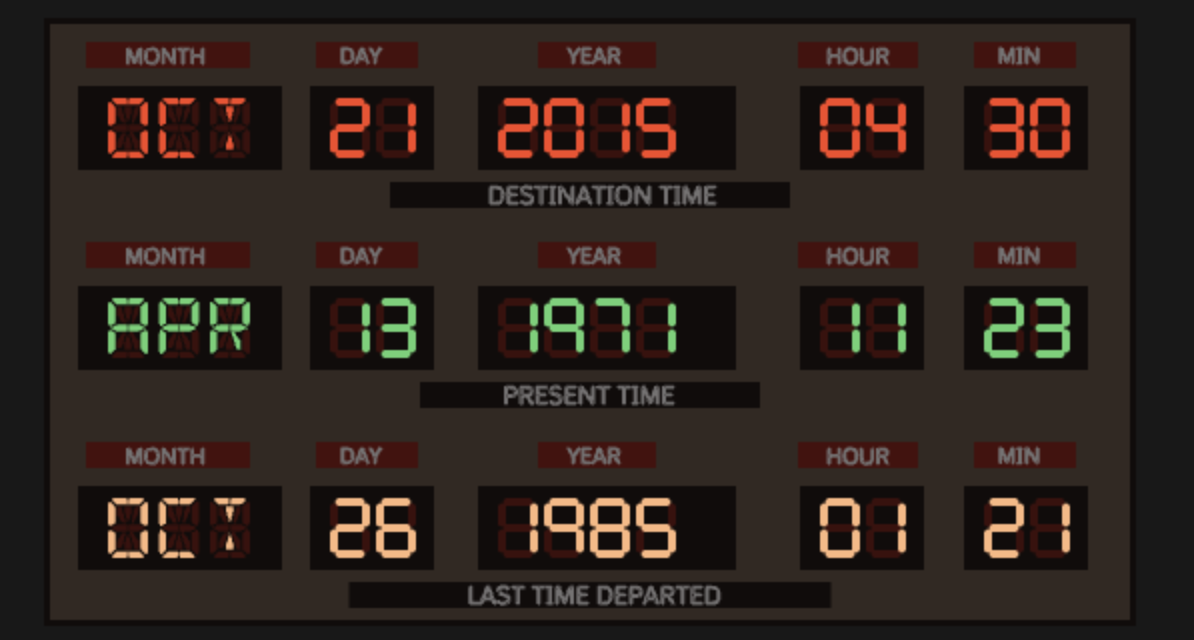 MONTH DAY YEAR HOUR MIN
OCT 21 2015 04 30
DESTINATION TIME
MONTH DAY YEAR HOUR MIN
APR 13 1971 11 23
PRESENT TIME
MONTH DAY YEAR HOUR MIN
OCT 26 1985 01 21
LAST TIME DEPARTED